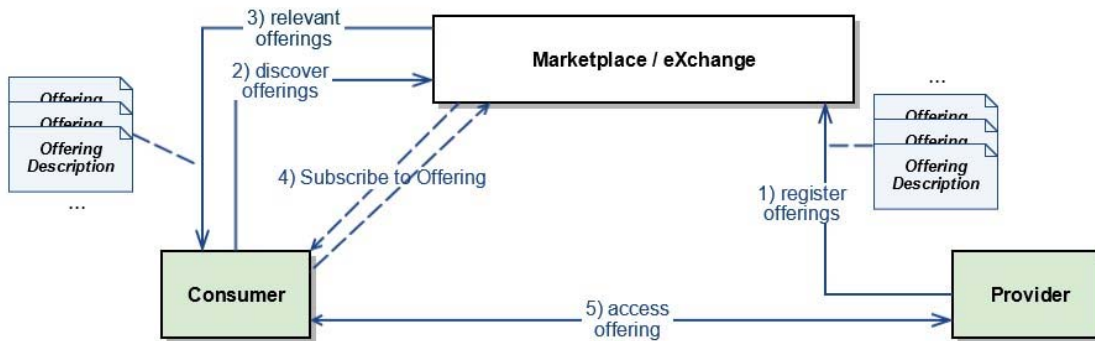 3) relevant
offerings
Marketplace / eXchange
2) discover
offerings
Offering
Offering
Offering
Description
...
...
Offering
Offering
Offering
Description
4) Subscribe to Offering
1) register
offerings
Consumer
Provider
5) access
offering